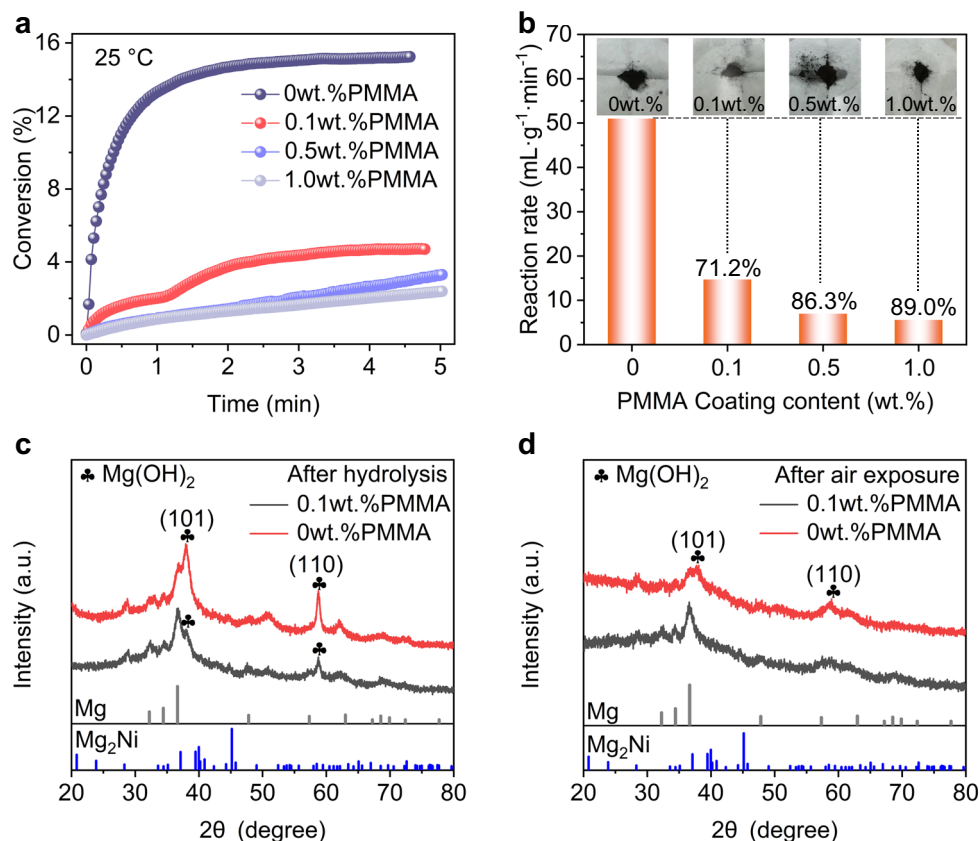 a
25 °C
0wt.%PMMA
0.1wt.%PMMA
0.5wt.%PMMA
1.0wt.%PMMA
16
12
8
4
0
Conversion (%)
0 1 2 3 4 5
Time (min)
b
0wt.% 0.1wt.% 0.5wt.% 1.0wt.%
71.2%
86.3%
89.0%
70
60
50
40
30
20
10
0
Reaction rate (mL·g⁻¹·min⁻¹)
0 0.1 0.5 1.0
PMMA Coating content (wt.%)
c
♣ Mg(OH)₂ After hydrolysis
0.1wt.%PMMA
0wt.%PMMA
(101)
(110)
Mg
Mg₂Ni
Intensity (a.u.)
20 30 40 50 60 70 80
2θ (degree)
d
♣ Mg(OH)₂ After air exposure
0.1wt.%PMMA
0wt.%PMMA
(101)
(110)
Mg
Mg₂Ni
Intensity (a.u.)
20 30 40 50 60 70 80
2θ (degree)